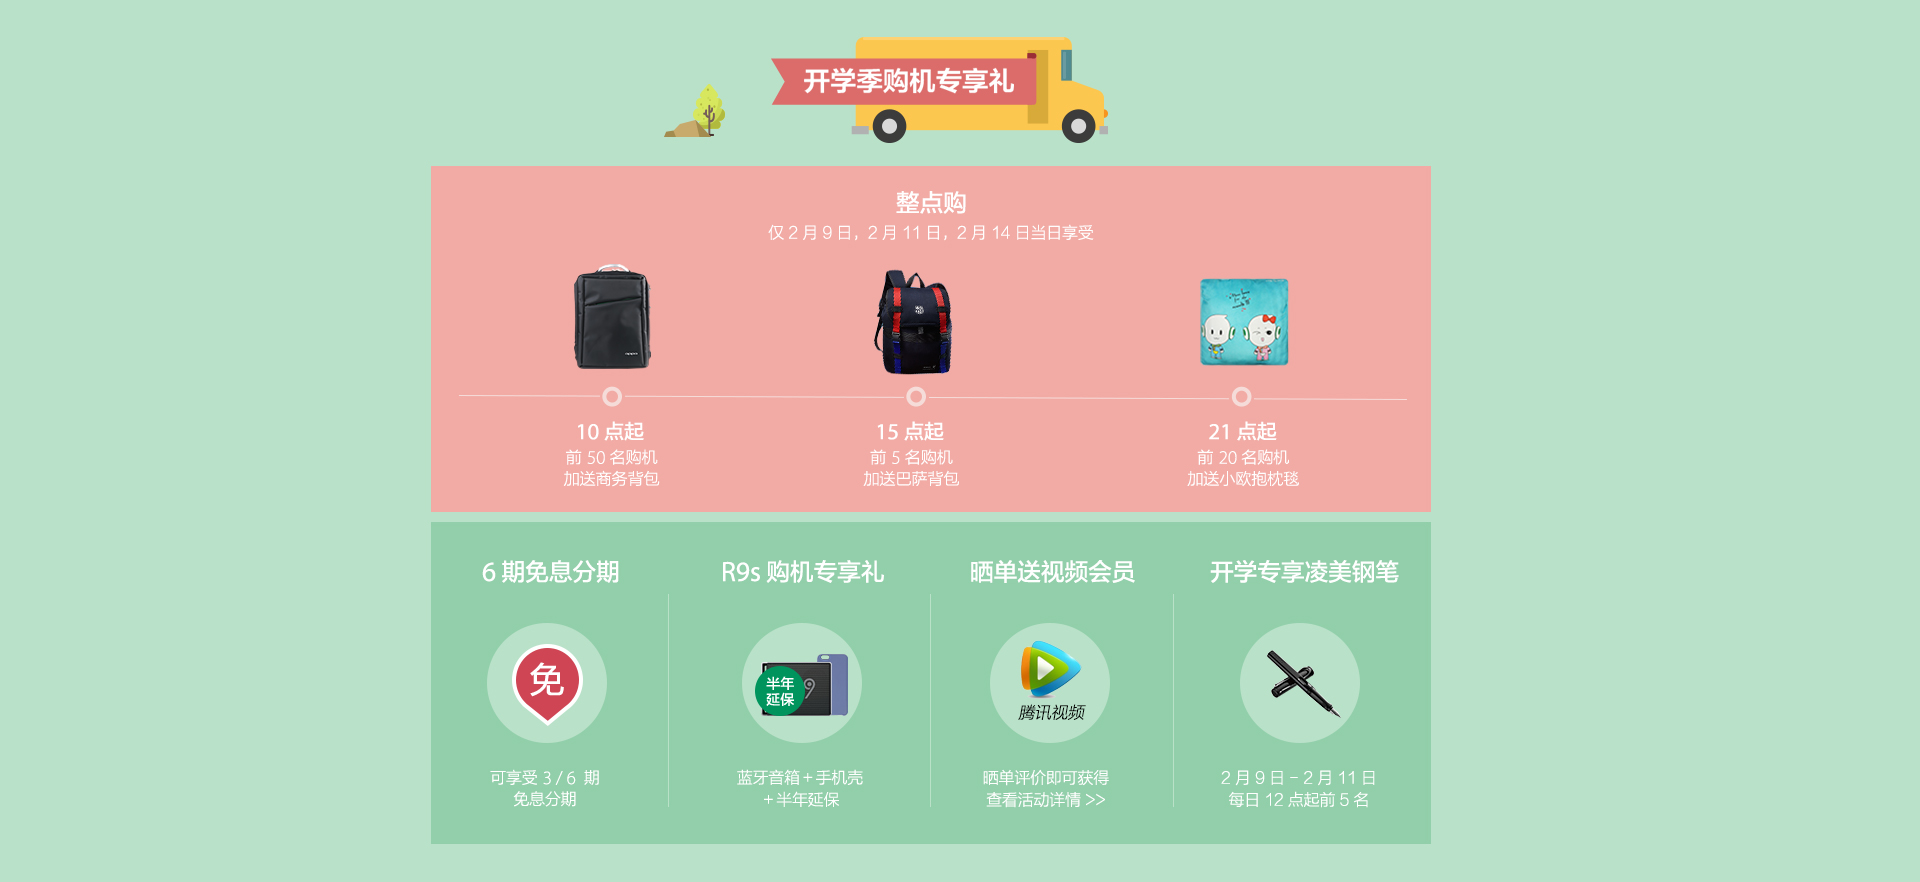 开学季购机专享礼
整点购
仅 2 月 9 日，2 月 11 日，2 月 14 日当日享受
10 点起
前 50 名购机
加送商务背包
15 点起
前 5 名购机
加送巴萨背包
21 点起
前 20 名购机
加送小欧抱枕毯
6 期免息分期
免
可享受 3 / 6 期
免息分期
R9s 购机专享礼
半年
延保
蓝牙音箱＋手机壳
＋半年延保
晒单送视频会员
腾讯视频
晒单评价即可获得
查看活动详情 >>
开学专享凌美钢笔
2 月 9 日 – 2 月 11 日
每日 12 点起前 5 名